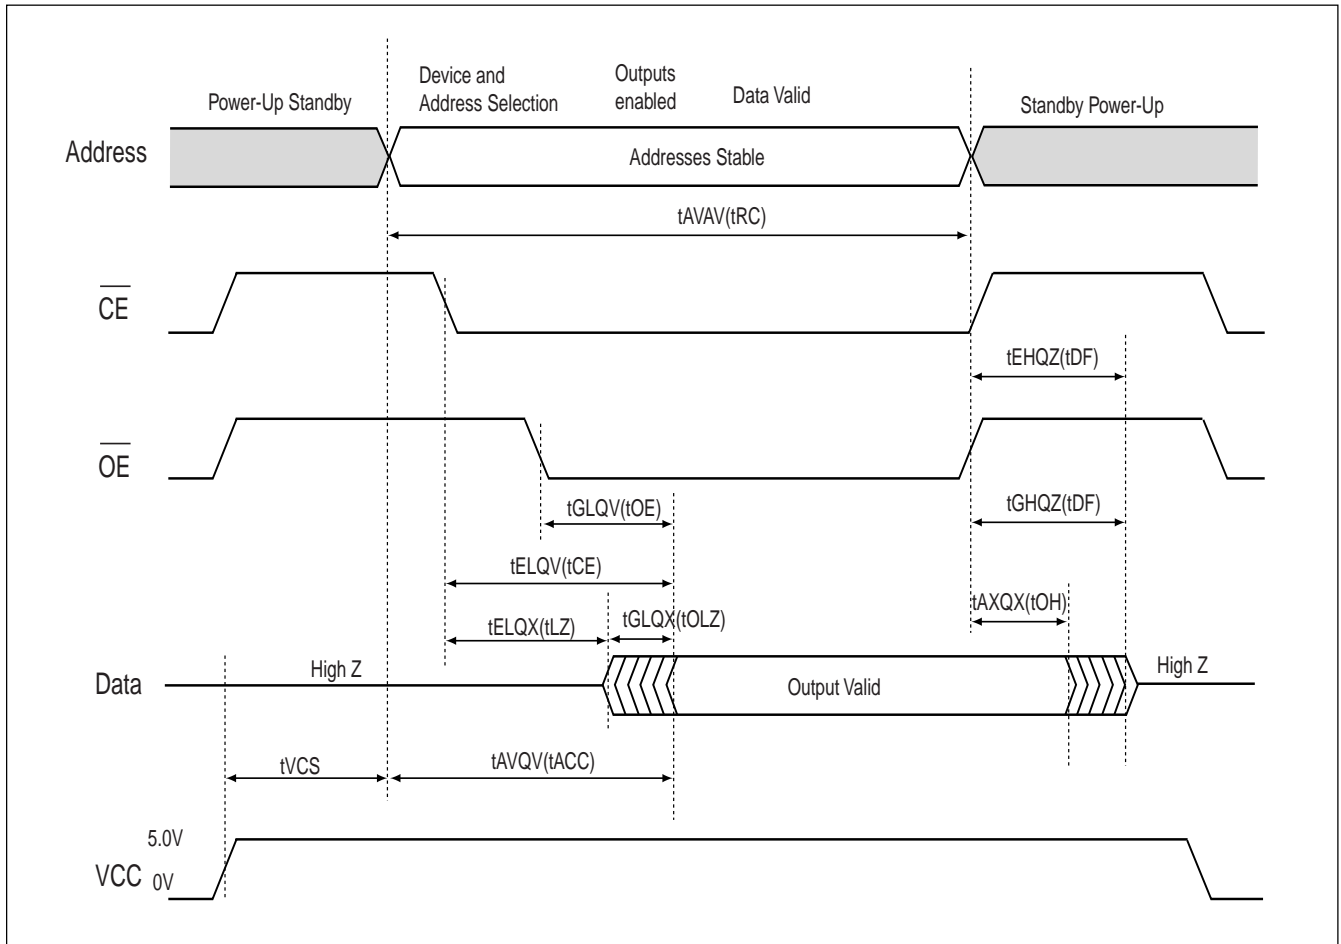 Device and
Address Selection
Outputs
enabled
Data Valid
Power-Up Standby
Standby Power-Up
Address
Addresses Stable
tAVAV(tRC)
CE
tEHQZ(tDF)
OE
tGLQV(tOE)
tGHQZ(tDF)
tELQV(tCE)
tELQX(tLZ)
tGLQX(tOLZ)
tAXQX(tOH)
Data
High Z
Output Valid
High Z
tVCS
tAVQV(tACC)
5.0V
VCC
0V